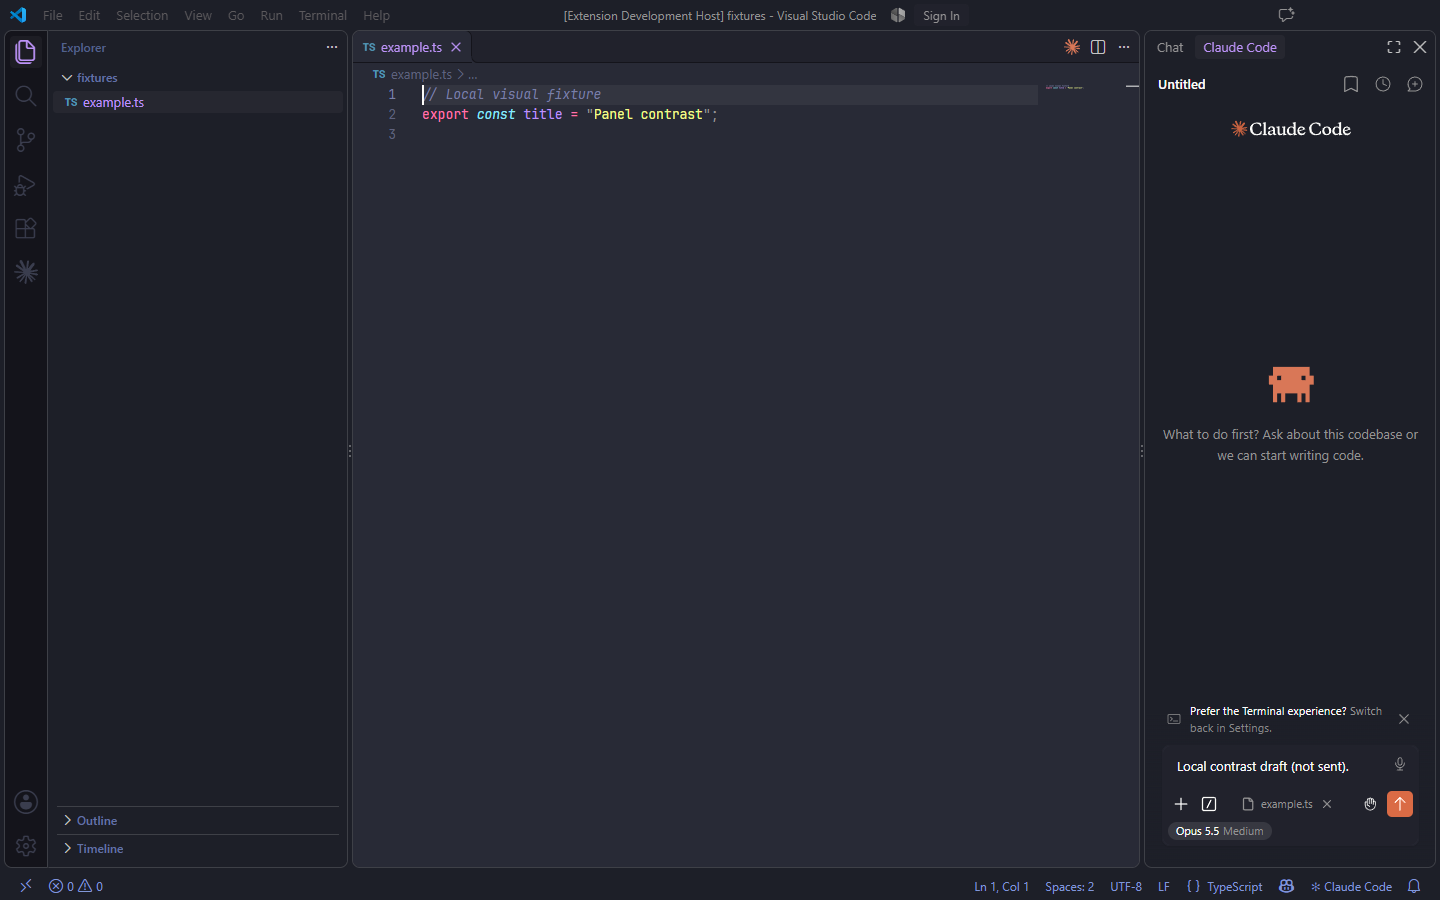 File Edit Selection View Go Run Terminal Help
[Extension Development Host] fixtures - Visual Studio Code
Sign In
Explorer
fixtures
TS example.ts
Outline
Timeline
TS example.ts
TS example.ts > ...
1 // Local visual fixture
2 export const title = "Panel contrast";
3
Chat Claude Code
Untitled
Claude Code
What to do first? Ask about this codebase or
we can start writing code.
Prefer the Terminal experience? Switch
back in Settings.
Local contrast draft (not sent).
example.ts
Opus 5.5 Medium
0 0
Ln 1, Col 1 Spaces: 2 UTF-8 LF { } TypeScript Claude Code